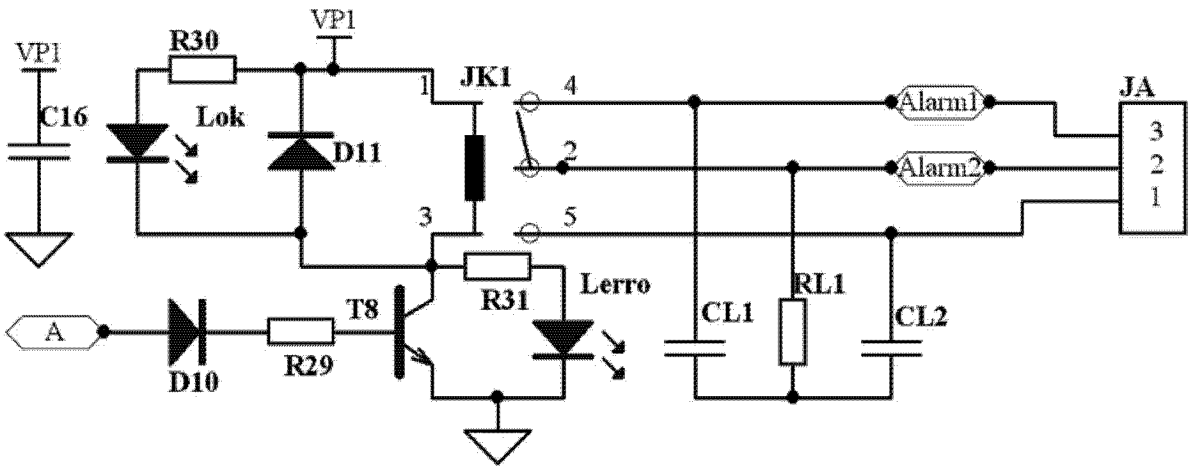 VP1
R30
VP1
JK1
1
4
Alarm1
JA
C16
Lok
D11
3
2
Alarm2
2
1
3
5
R31
Lerro
RL1
T8
CL1
CL2
A
D10
R29